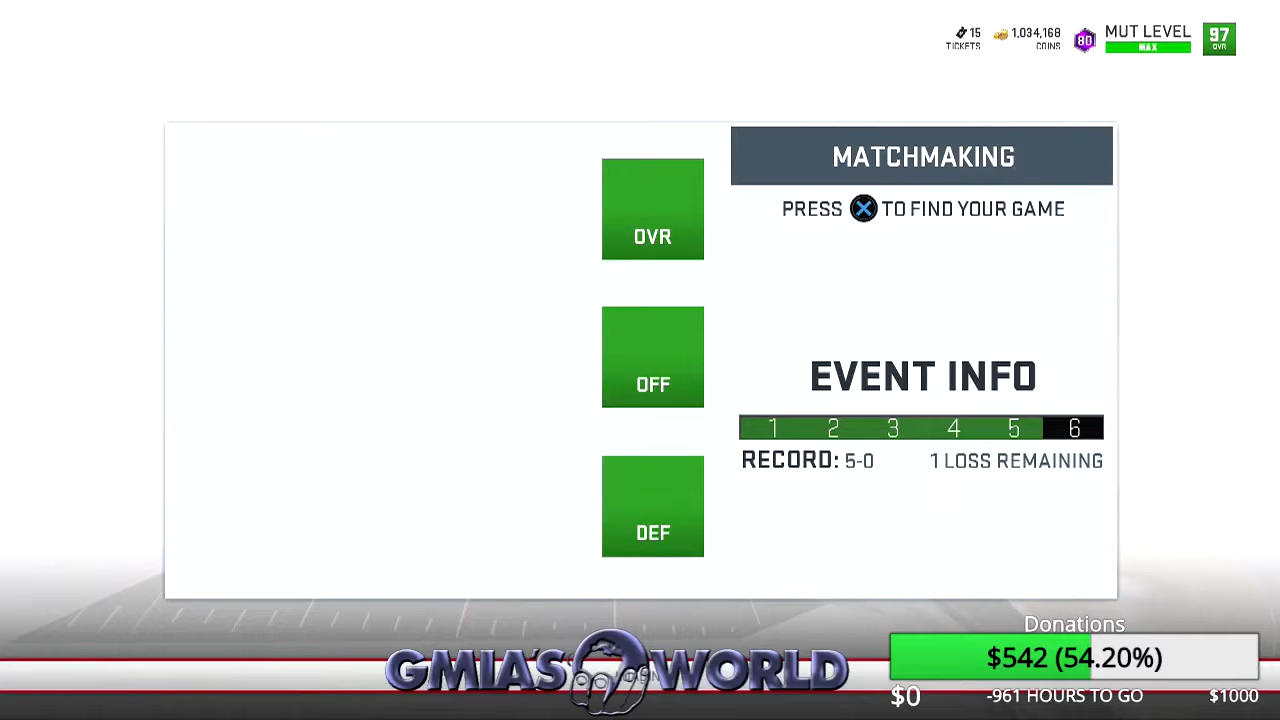 15 TICKETS
1,034,168 COINS
80
MUT LEVEL
MAX
97
OVR
MATCHMAKING
PRESS X TO FIND YOUR GAME
OVR
OFF
DEF
EVENT INFO
1 2 3 4 5 6
RECORD: 5-0 1 LOSS REMAINING
Donations
$542 (54.20%)
$0 -961 HOURS TO GO $1000
GMIA'S WORLD